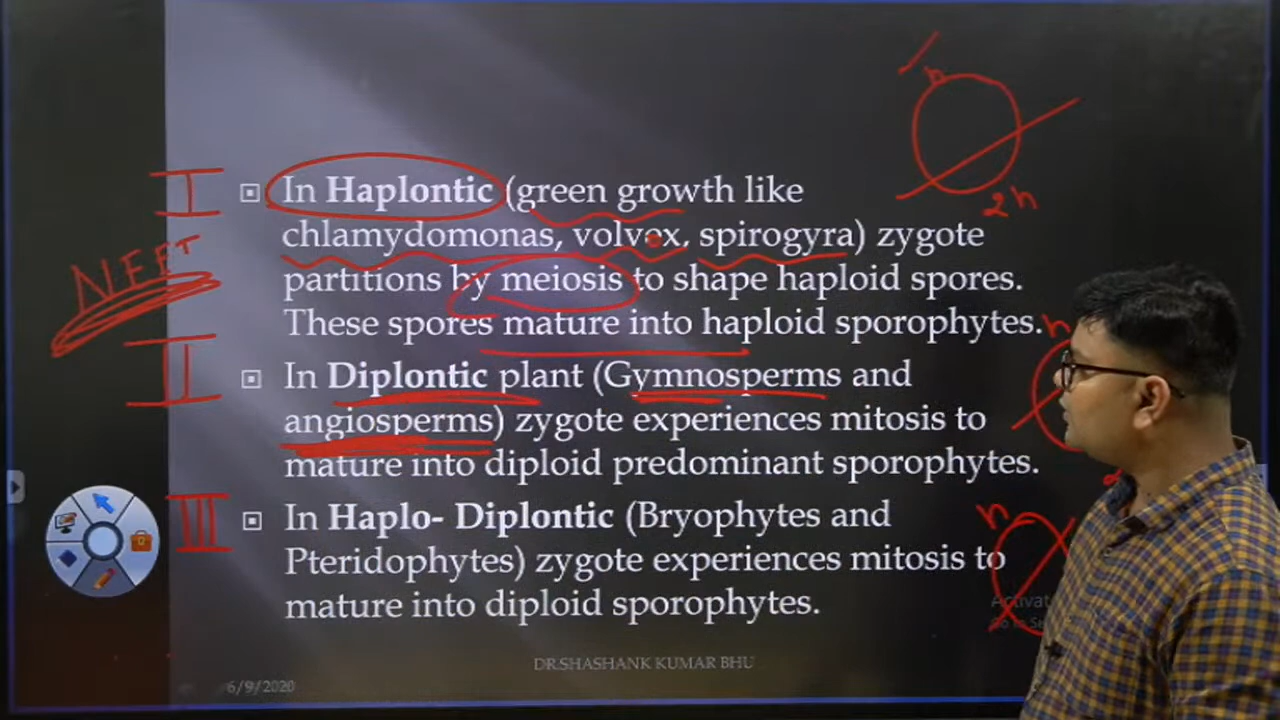 n
2n
I
In Haplontic (green growth like
chlamydomonas, volvex, spirogyra) zygote
NEET
partitions by meiosis to shape haploid spores.
These spores mature into haploid sporophytes.
n
II
In Diplontic plant (Gymnosperms and
angiosperms) zygote experiences mitosis to
mature into diploid predominant sporophytes.
III
In Haplo- Diplontic (Bryophytes and
n
Pteridophytes) zygote experiences mitosis to
mature into diploid sporophytes.
DR.SHASHANK KUMAR BHU
6/9/2020